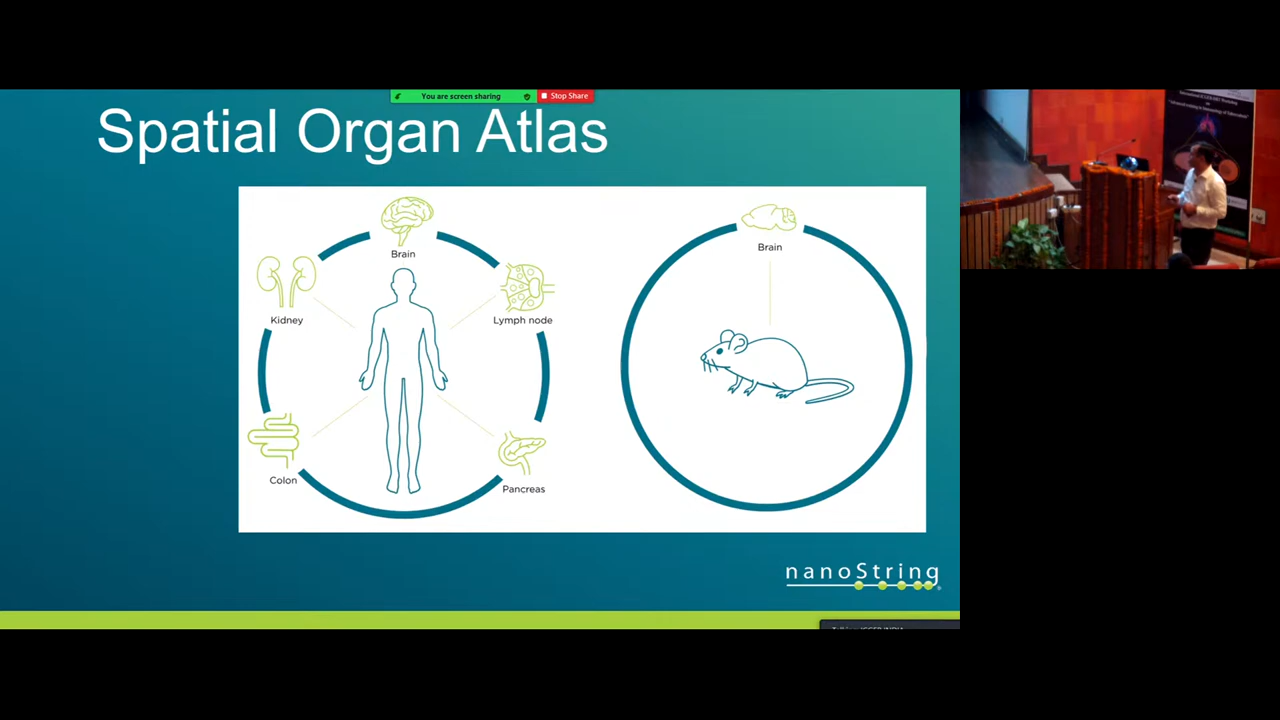 You are screen sharing
Stop Share
Spatial Organ Atlas
Brain
Kidney
Lymph node
Colon
Pancreas
Brain
nanoString